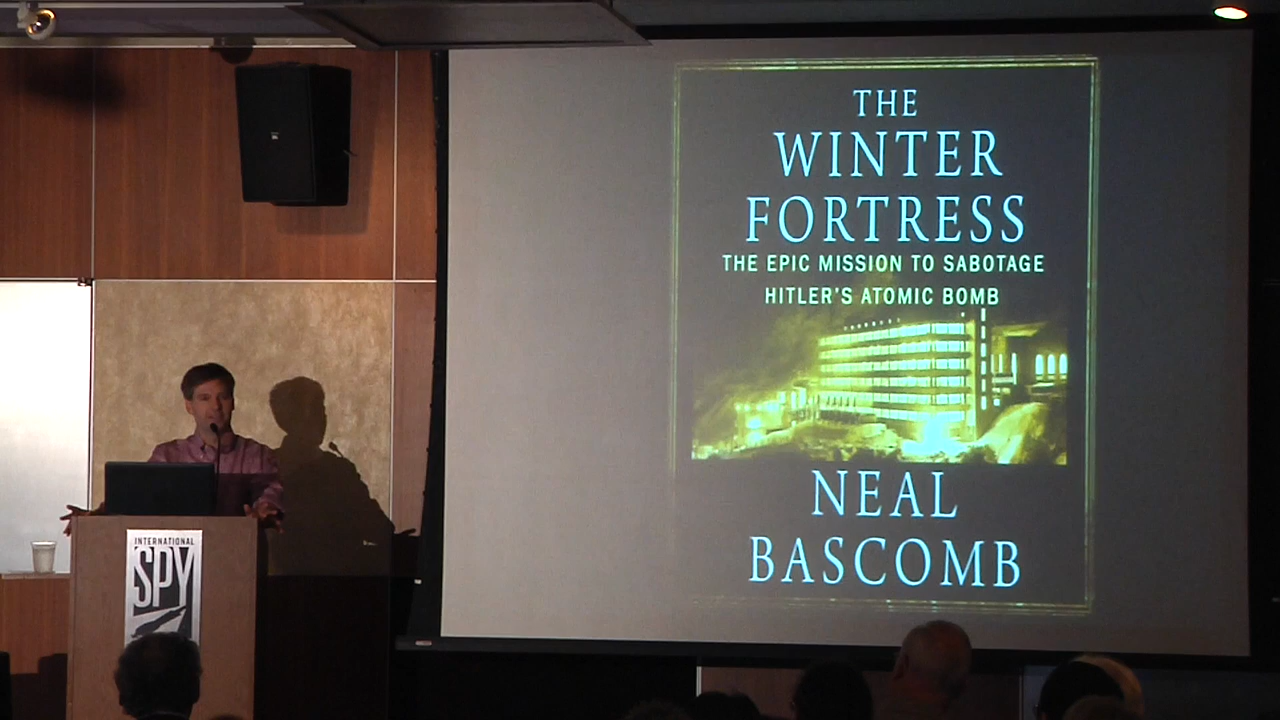 THE
WINTER
FORTRESS
THE EPIC MISSION TO SABOTAGE
HITLER'S ATOMIC BOMB
NEAL
BASCOMB
INTERNATIONAL
SPY